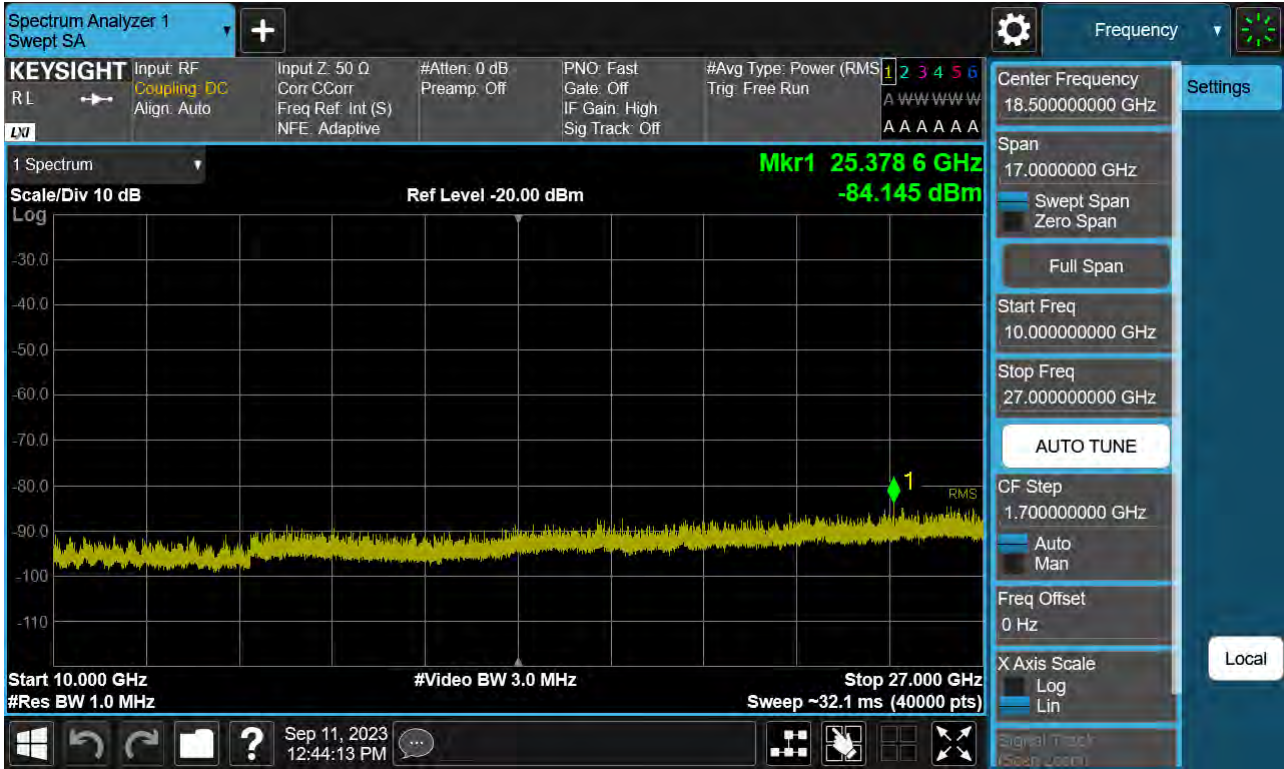 Spectrum Analyzer 1
Swept SA
+
Frequency
KEYSIGHT
R L
LXI
Input: RF
Coupling: DC
Align: Auto
Input Z: 50 Ω
Corr CCorr
Freq Ref: Int (S)
NFE: Adaptive
#Atten: 0 dB
Preamp: Off
PNO: Fast
Gate: Off
IF Gain: High
Sig Track: Off
#Avg Type: Power (RMS
Trig: Free Run
1 2 3 4 5 6
A W W W W W
A A A A A A
1 Spectrum
Scale/Div 10 dB
Ref Level -20.00 dBm
Mkr1 25.378 6 GHz
-84.145 dBm
Log
-30.0
-40.0
-50.0
-60.0
-70.0
-80.0
-90.0
-100
-110
1
RMS
Start 10.000 GHz
#Video BW 3.0 MHz
Stop 27.000 GHz
#Res BW 1.0 MHz
Sweep ~32.1 ms (40000 pts)
Center Frequency
18.500000000 GHz
Settings
Span
17.0000000 GHz
Swept Span
Zero Span
Full Span
Start Freq
10.000000000 GHz
Stop Freq
27.000000000 GHz
AUTO TUNE
CF Step
1.700000000 GHz
Auto
Man
Freq Offset
0 Hz
X Axis Scale
Log
Lin
Local
Signal Track
(Span Zoom)
?
Sep 11, 2023
12:44:13 PM